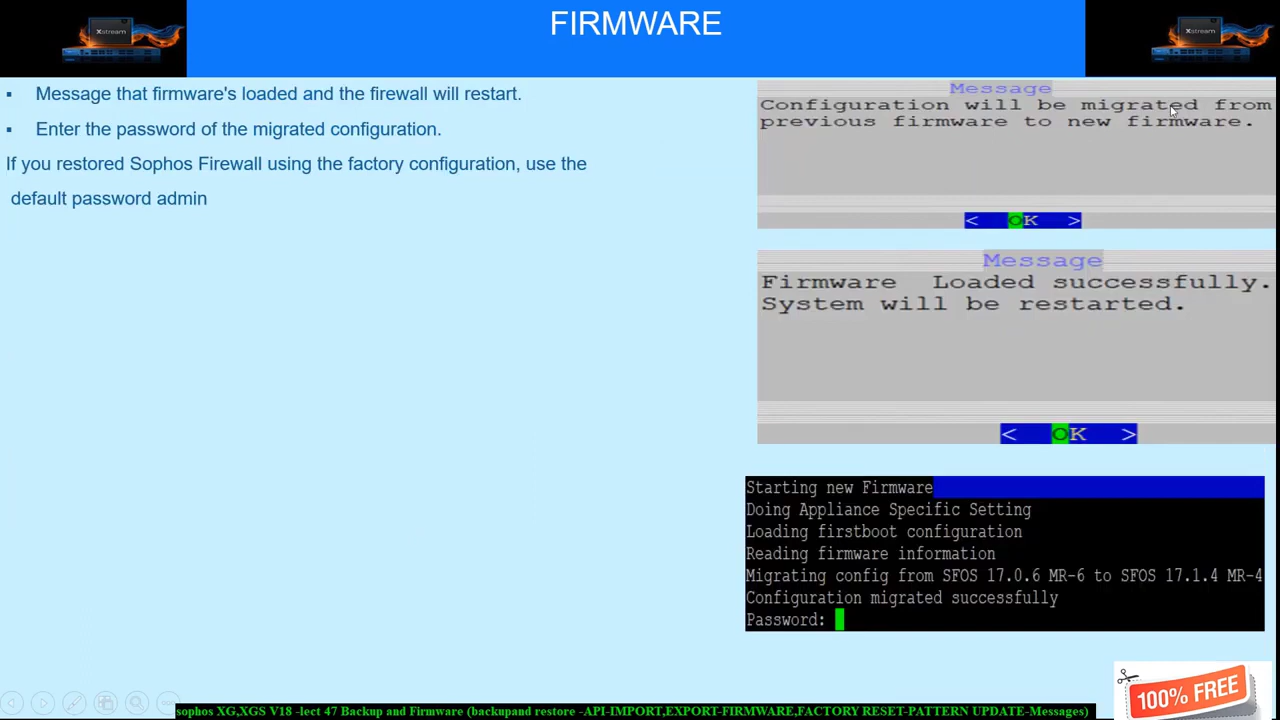 Xstream
FIRMWARE
Xstream
▪ Message that firmware's loaded and the firewall will restart.
▪ Enter the password of the migrated configuration.
If you restored Sophos Firewall using the factory configuration, use the
default password admin
Message
Configuration will be migrated from
previous firmware to new firmware.
< OK >
Message
Firmware Loaded successfully.
System will be restarted.
< OK >
Starting new Firmware
Doing Appliance Specific Setting
Loading firstboot configuration
Reading firmware information
Migrating config from SFOS 17.0.6 MR-6 to SFOS 17.1.4 MR-4
Configuration migrated successfully
Password:
100% FREE
sophos XG,XGS V18 -lect 47 Backup and Firmware (backupand restore -API-IMPORT,EXPORT-FIRMWARE,FACTORY RESET-PATTERN UPDATE-Messages)